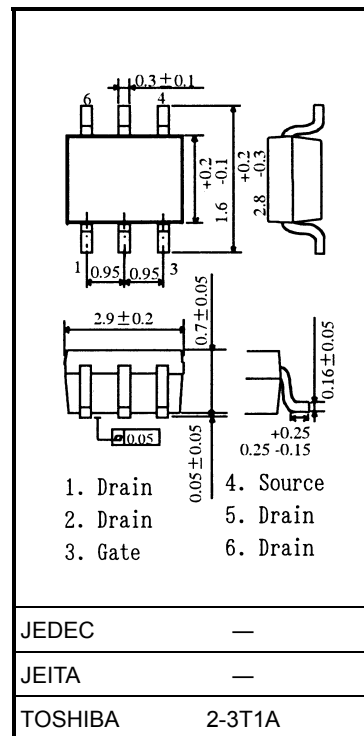 0.3±0.1
6 4
+0.2
1.6 -0.1
+0.2
2.8 -0.3
1 0.95 0.95 3
2.9±0.2
0.7±0.05
0.16±0.05
0.05
0.05±0.05
+0.25
0.25 -0.15
1. Drain
2. Drain
3. Gate
4. Source
5. Drain
6. Drain
JEDEC —
JEITA —
TOSHIBA 2-3T1A